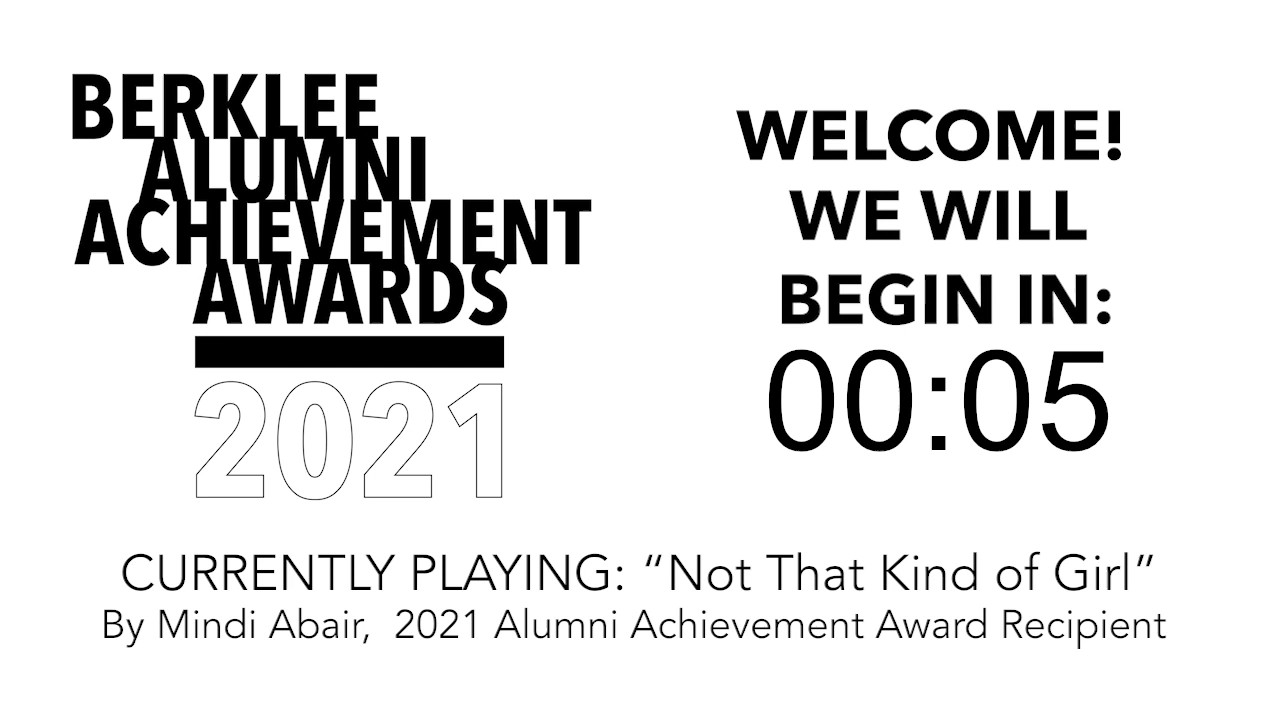 BERKLEE
ALUMNI
ACHIEVEMENT
AWARDS
2021
WELCOME!
WE WILL
BEGIN IN:
00:05
CURRENTLY PLAYING: “Not That Kind of Girl”
By Mindi Abair,  2021 Alumni Achievement Award Recipient